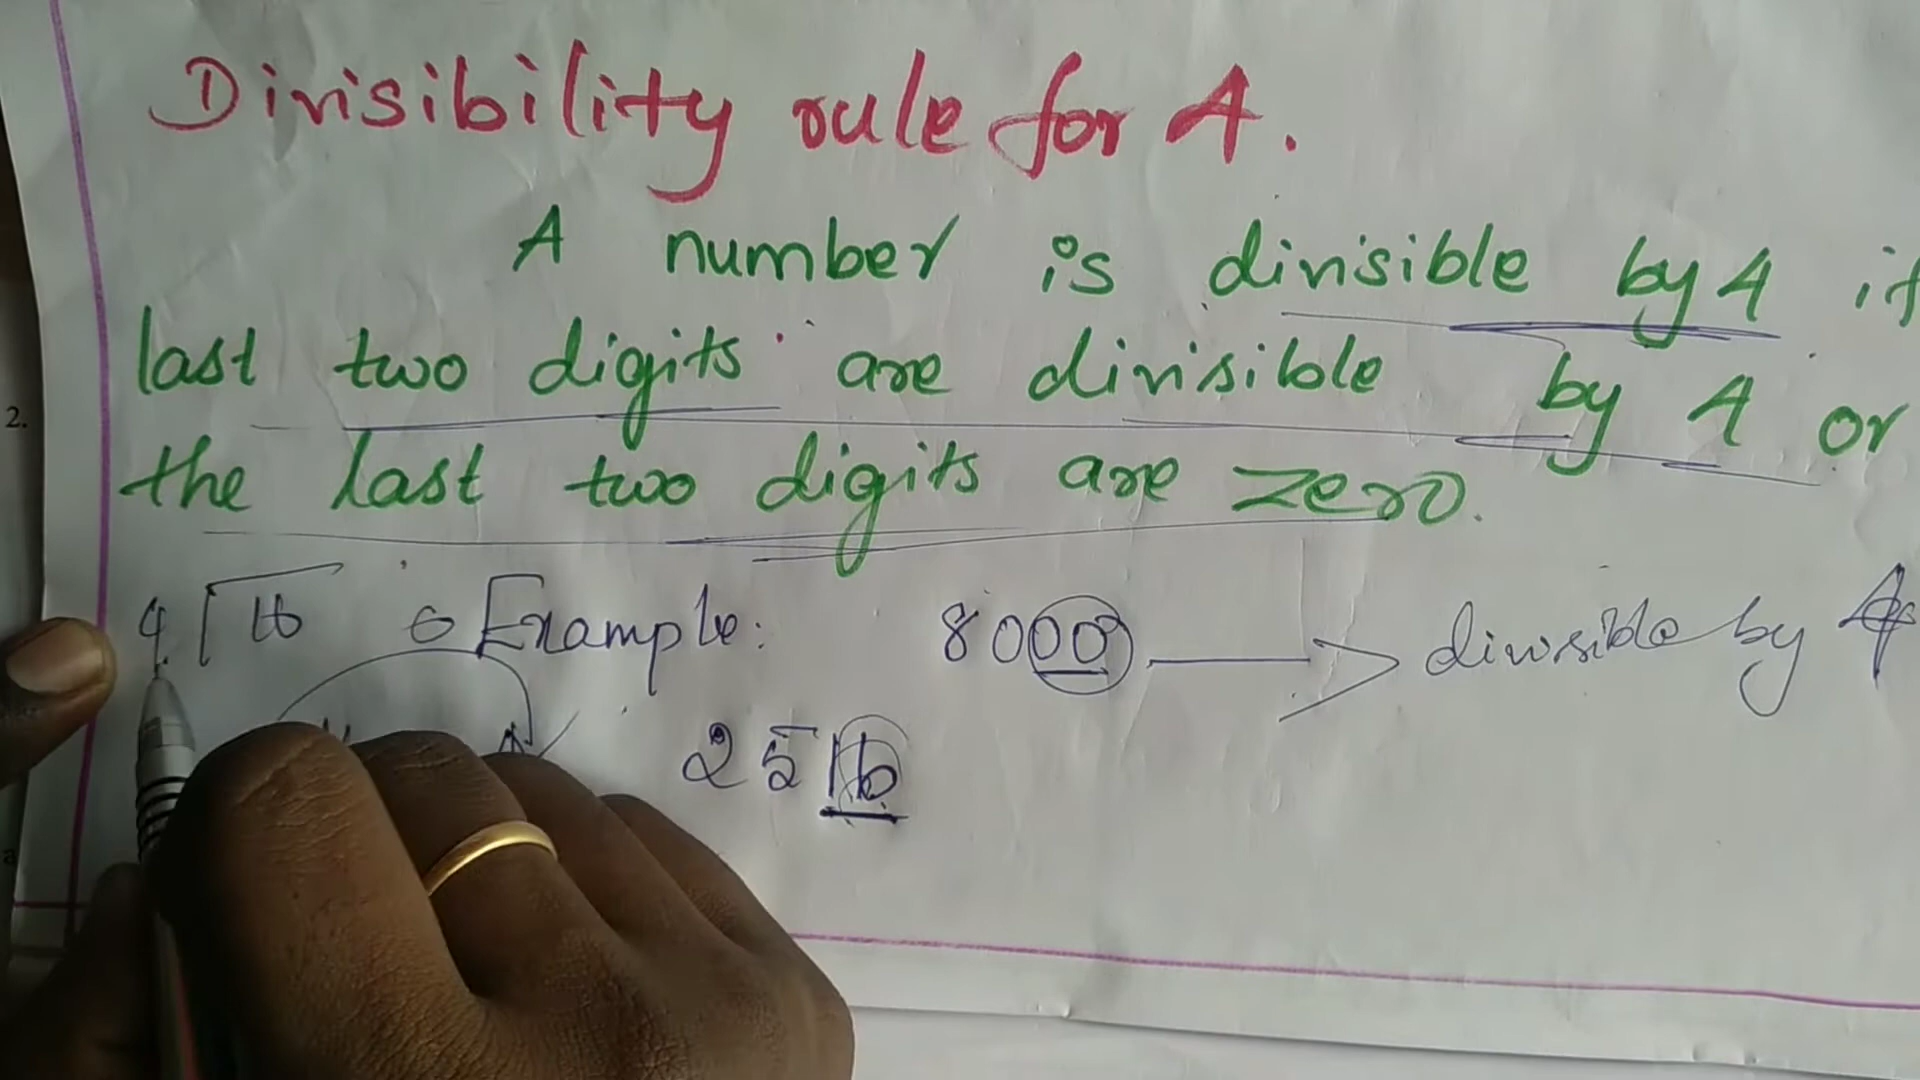 Divisibility rule for 4.
A number is divisible by 4 if
last two digits are divisible by 4 or
the last two digits are zero.
4 16 Example: 8000 divisible by 4
2516
2.